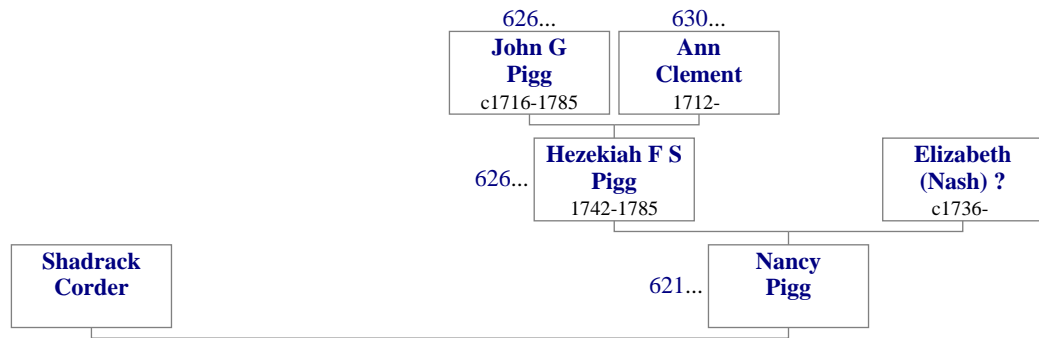 626...
630...
John G
Pigg
c1716-1785
Ann
Clement
1712-
626...
Hezekiah F S
Pigg
1742-1785
Elizabeth
(Nash) ?
c1736-
Shadrack
Corder
621...
Nancy
Pigg